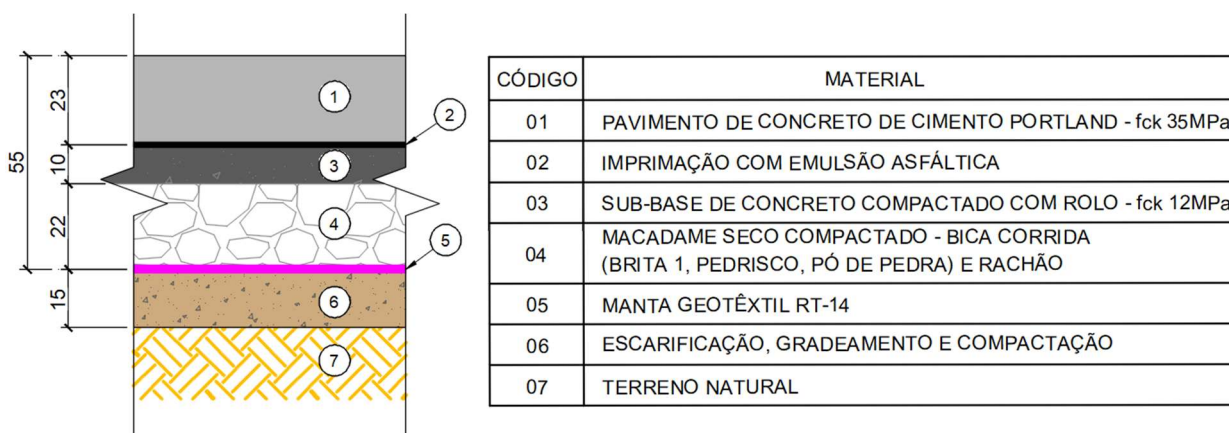 55
23
10
22
15
1
2
3
4
5
6
7
CÓDIGO MATERIAL
01 PAVIMENTO DE CONCRETO DE CIMENTO PORTLAND - fck 35MPa
02 IMPRIMAÇÃO COM EMULSÃO ASFÁLTICA
03 SUB-BASE DE CONCRETO COMPACTADO COM ROLO - fck 12MPa
04 MACADAME SECO COMPACTADO - BICA CORRIDA
(BRITA 1, PEDRISCO, PÓ DE PEDRA) E RACHÃO
05 MANTA GEOTÊXTIL RT-14
06 ESCARIFICAÇÃO, GRADEAMENTO E COMPACTAÇÃO
07 TERRENO NATURAL